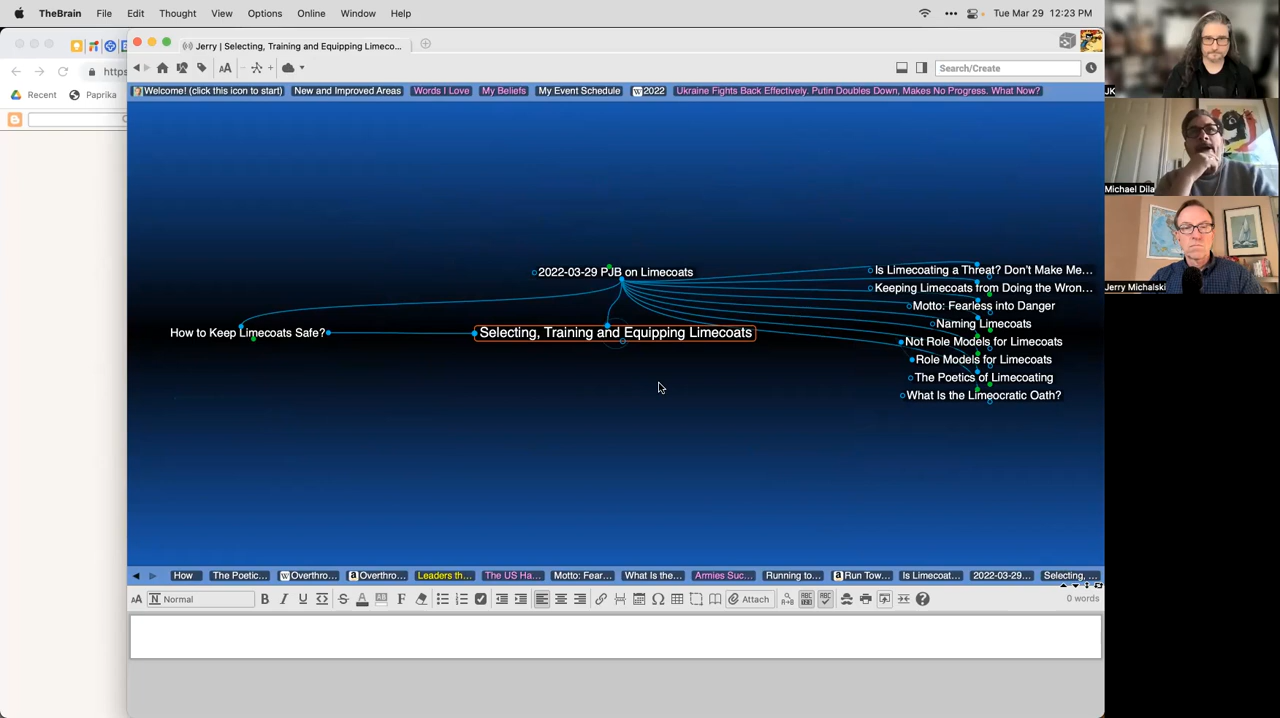 TheBrain File Edit Thought View Options Online Window Help Tue Mar 29 12:23 PM
Jerry | Selecting, Training and Equipping Limeco...
https
Search/Create
Recent Paprika
Welcome! (click this icon to start) New and Improved Areas Words I Love My Beliefs My Event Schedule W 2022 Ukraine Fights Back Effectively. Putin Doubles Down, Makes No Progress. What Now?
JK
Michael Dila
Jerry Michalski
2022-03-29 PJB on Limecoats
How to Keep Limecoats Safe?
Selecting, Training and Equipping Limecoats
Is Limecoating a Threat? Don't Make Me...
Keeping Limecoats from Doing the Wron...
Motto: Fearless into Danger
Naming Limecoats
Not Role Models for Limecoats
Role Models for Limecoats
The Poetics of Limecoating
What Is the Limeocratic Oath?
How The Poetic... W Overthro... a Overthro... Leaders th... The US Ha... Motto: Fear... What Is the... Armies Suc... Running to... a Run Tow... Is Limecoat... 2022-03-29... Selecting, ...
AA N Normal B I U S A T Attach ABC ABC 0 words